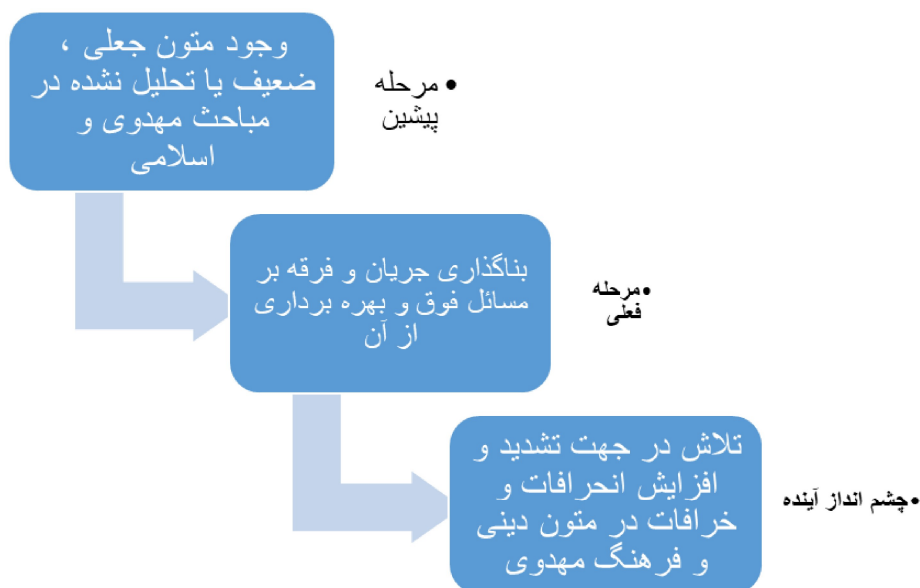 وجود متون جعلی ،
ضعیف یا تحلیل نشده در
مباحث مهدوی و
اسلامی
•مرحله
پیشین
بناگذاری جریان و فرقه بر
مسائل فوق و بهره برداری
از آن
•مرحله
فعلی
تلاش در جهت تشدید و
افزایش انحرافات و
خرافات در متون دینی
و فرهنگ مهدوی
•چشم انداز آینده